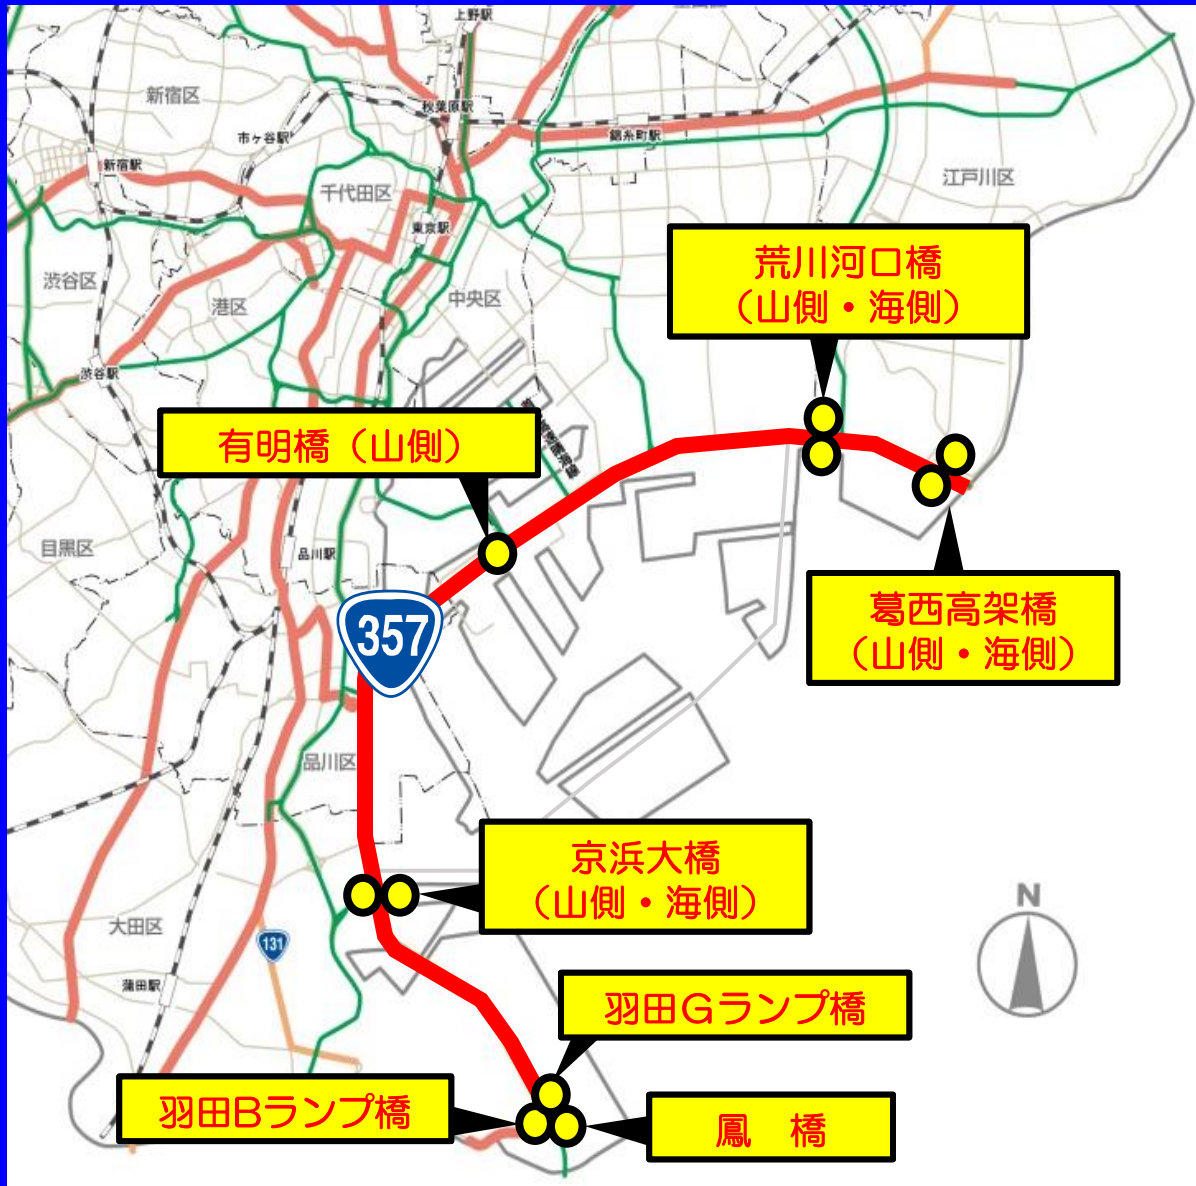 上野駅
新宿区
秋葉原駅
市ヶ谷駅
錦糸町駅
新宿駅
千代田区
江戸川区
東京駅
荒川河口橋
（山側・海側）
渋谷区
港区
中央区
渋谷駅
有明橋（山側）
目黒区
品川駅
葛西高架橋
（山側・海側）
357
品川区
京浜大橋
（山側・海側）
大田区
131
蒲田駅
N
羽田Gランプ橋
羽田Bランプ橋
鳳　橋